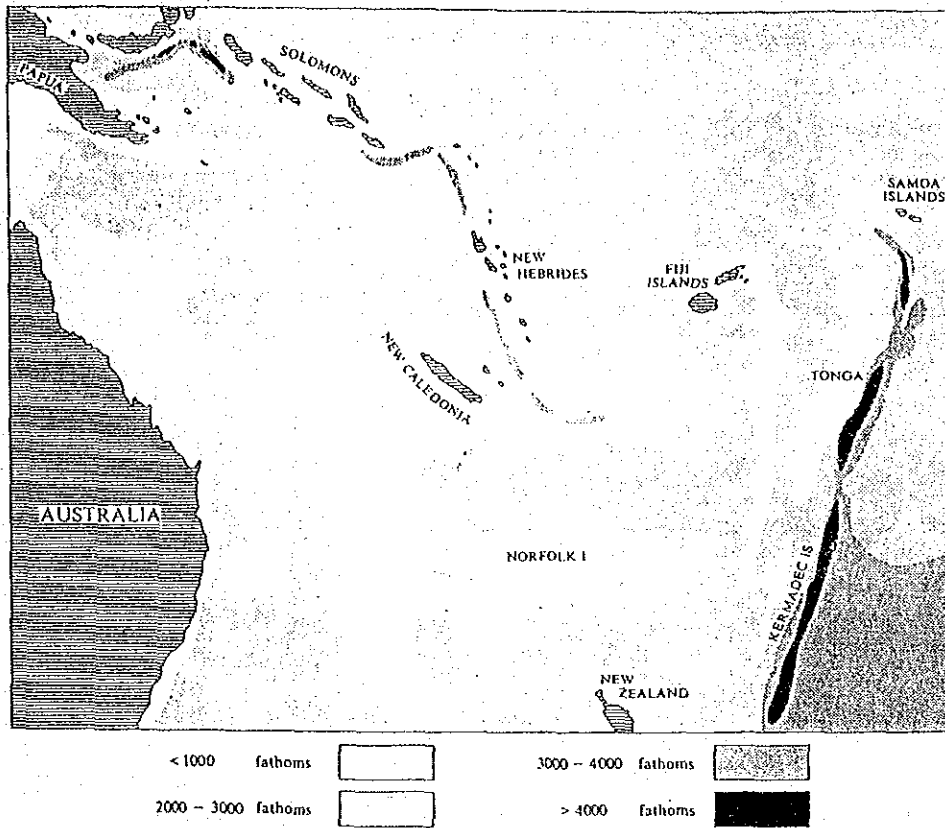 SOLOMONS
PAPUA
SAMOA
ISLANDS
NEW
HEBRIDES
FIJI
ISLANDS
NEW CALEDONIA
TONGA
AUSTRALIA
NORFOLK I
KERMADEC IS
NEW
ZEALAND
<1000 fathoms
3000 – 4000 fathoms
2000 – 3000 fathoms
> 4000 fathoms